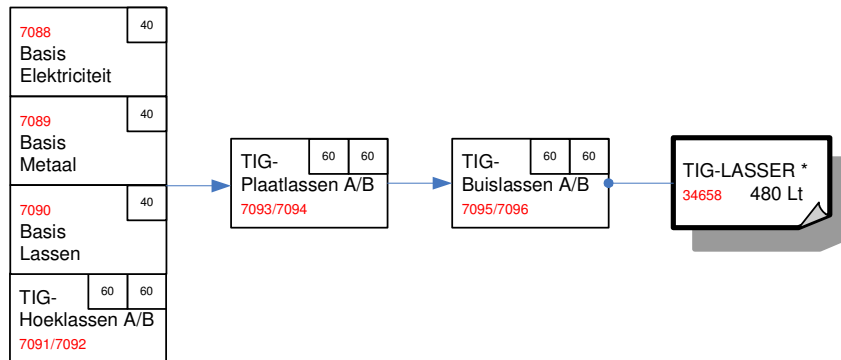 7088
40
Basis
Elektriciteit
7089
40
Basis
Metaal
7090
40
Basis
Lassen
TIG-
60 60
Hoeklassen A/B
7091/7092
TIG-
60 60
Plaatlassen A/B
7093/7094
TIG-
60 60
Buislassen A/B
7095/7096
TIG-LASSER *
34658 480 Lt